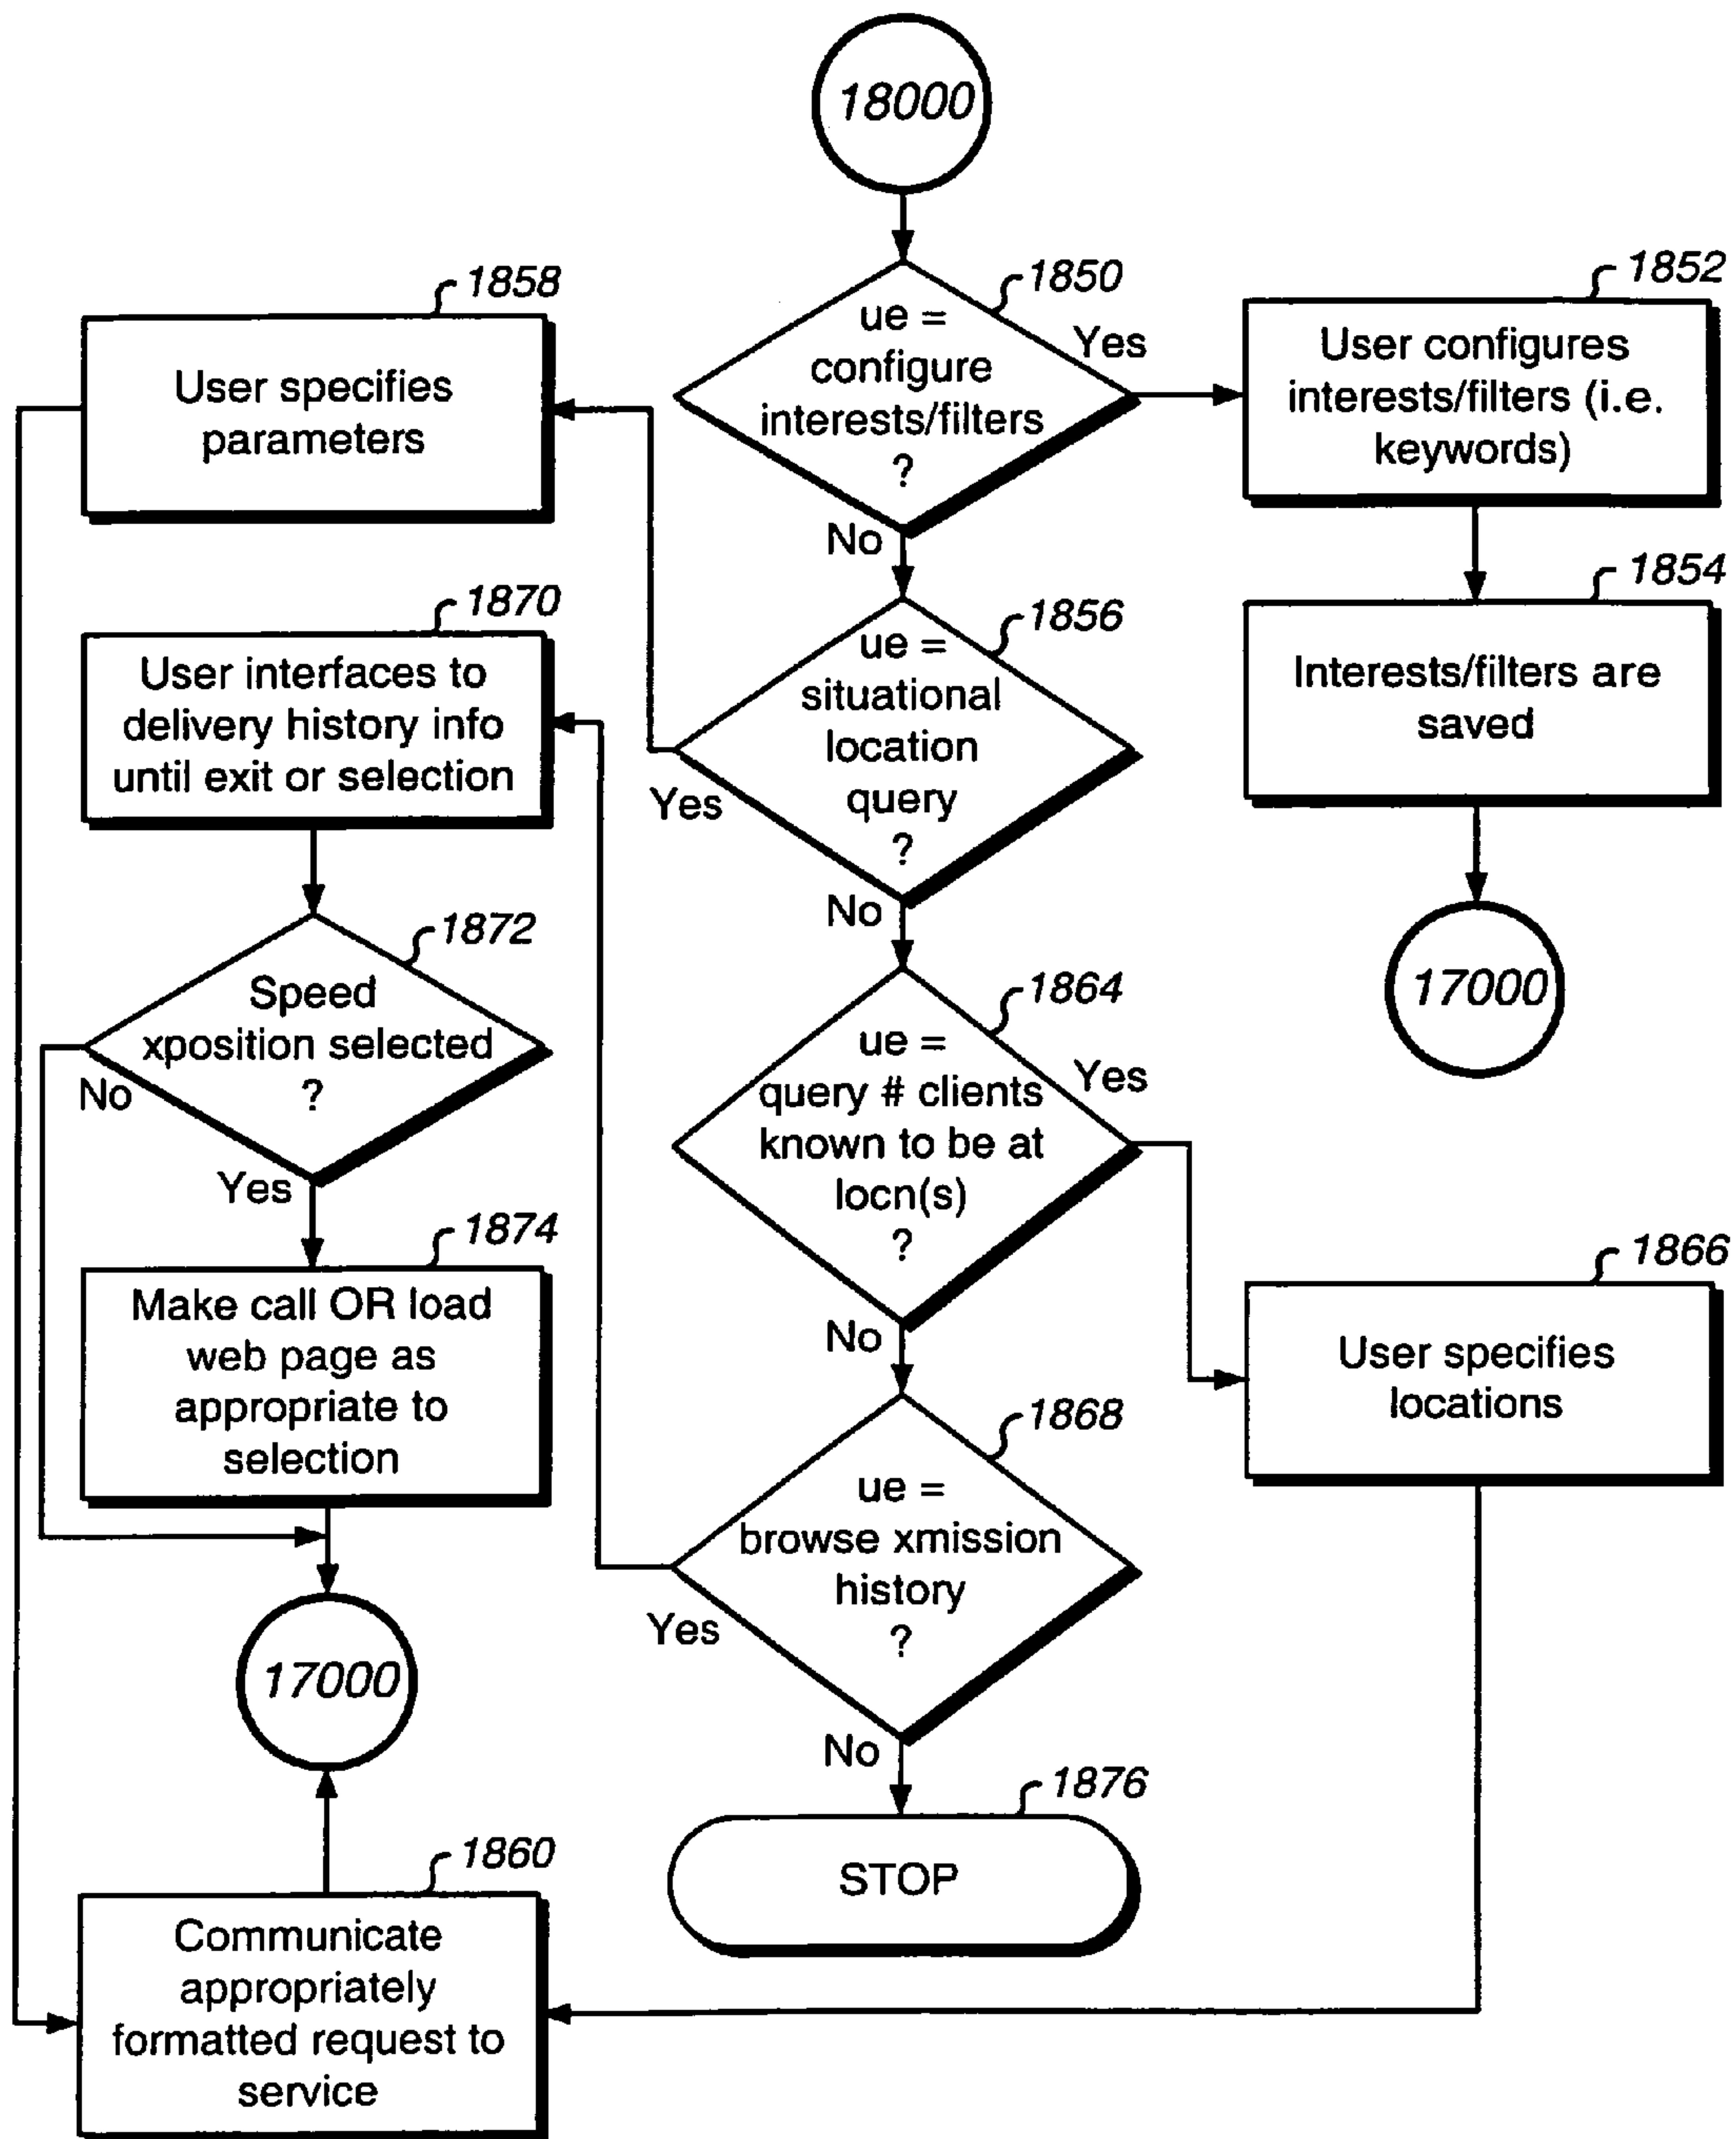 18000
1850
ue =
configure
interests/filters
?
Yes
No
1852
User configures
interests/filters (i.e.
keywords)
1854
Interests/filters are
saved
17000
1858
User specifies
parameters
1856
ue =
situational
location
query
?
Yes
No
1870
User interfaces to
delivery history info
until exit or selection
1872
Speed
xposition selected
?
No
Yes
1874
Make call OR load
web page as
appropriate to
selection
17000
1864
ue =
query # clients
known to be at
locn(s)
?
Yes
No
1866
User specifies
locations
1868
ue =
browse xmission
history
?
Yes
No
1876
STOP
1860
Communicate
appropriately
formatted request to
service